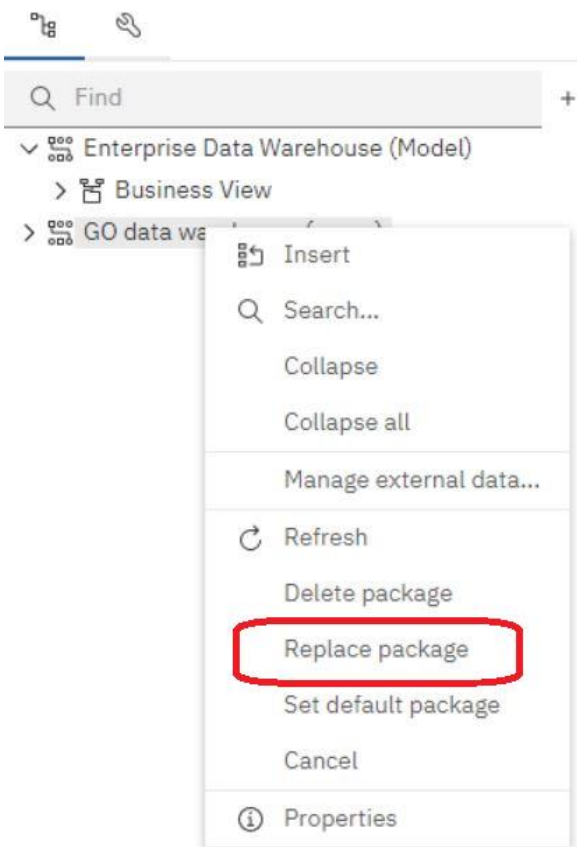 Find
Enterprise Data Warehouse (Model)
Business View
GO data
Insert
Search...
Collapse
Collapse all
Manage external data...
Refresh
Delete package
Replace package
Set default package
Cancel
Properties